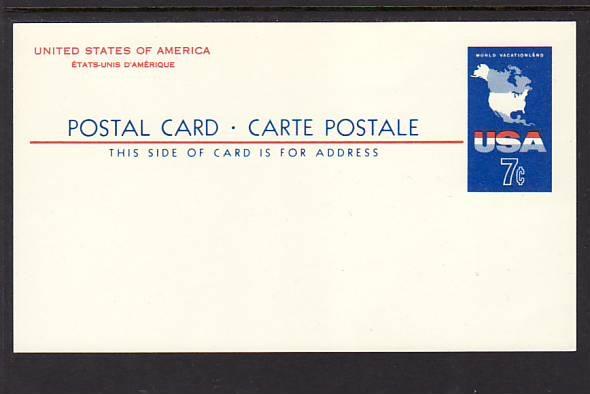 UNITED STATES OF AMERICA
ÉTATS-UNIS D'AMÉRIQUE
WORLD VACATIONLAND
POSTAL CARD · CARTE POSTALE
THIS SIDE OF CARD IS FOR ADDRESS
USA
7¢